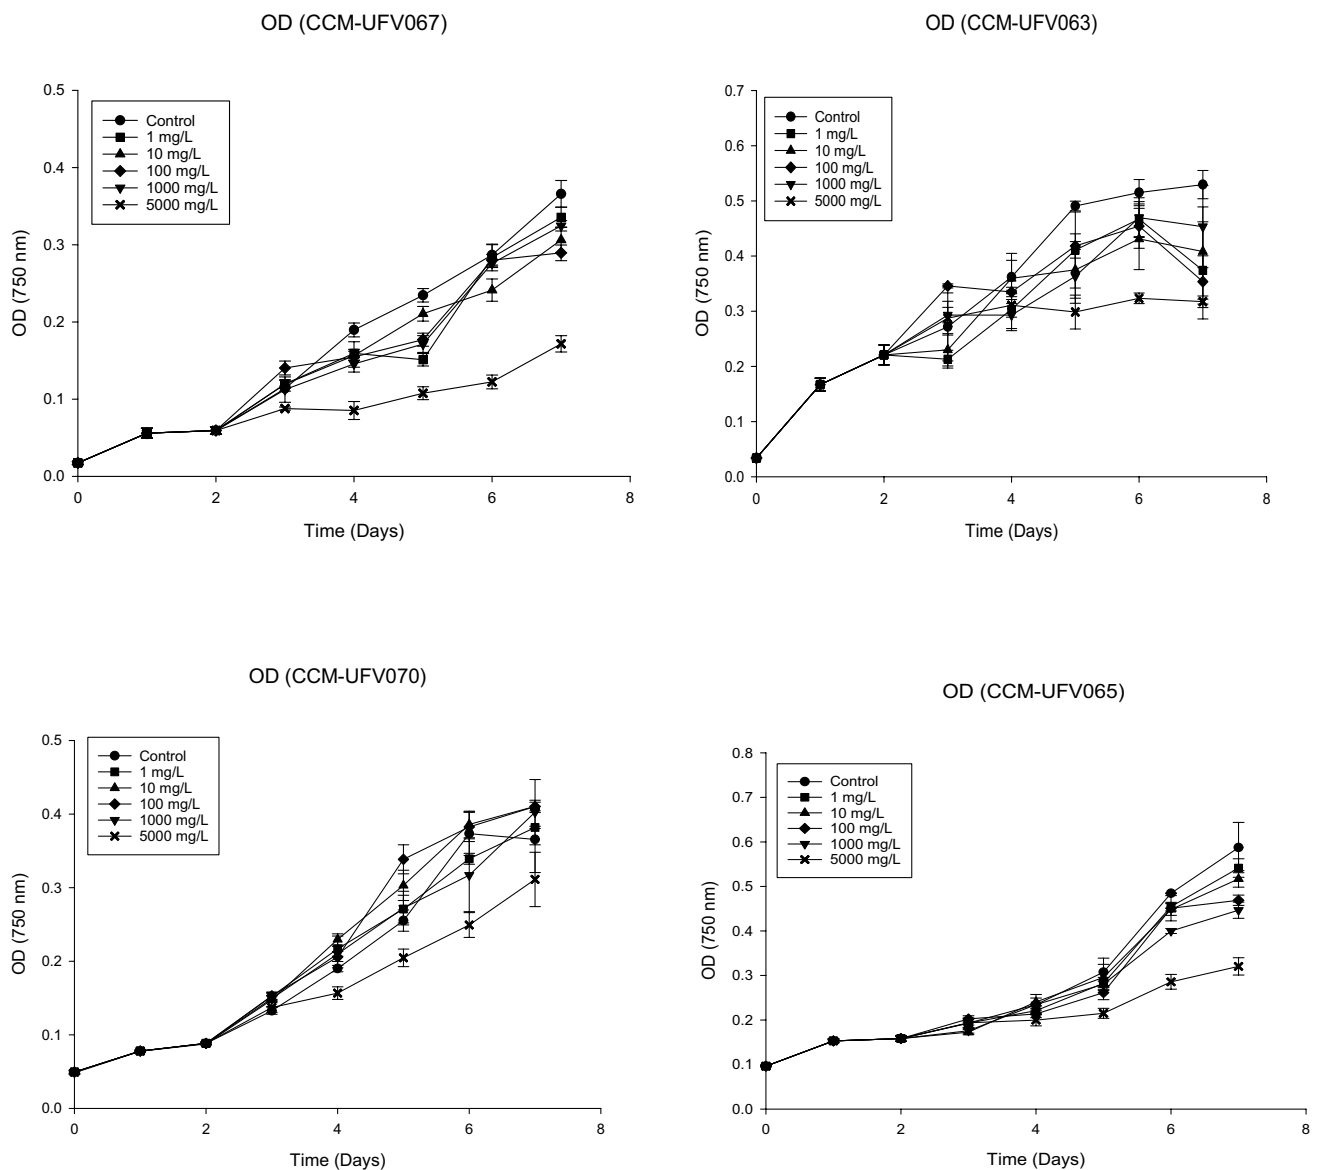 OD (CCM-UFV067)
0.5
0.4
0.3
0.2
0.1
0.0
OD (750 nm)
Control
1 mg/L
10 mg/L
100 mg/L
1000 mg/L
5000 mg/L
0 2 4 6 8
Time (Days)
OD (CCM-UFV063)
0.7
0.6
0.5
0.4
0.3
0.2
0.1
0.0
OD (750 nm)
Control
1 mg/L
10 mg/L
100 mg/L
1000 mg/L
5000 mg/L
0 2 4 6 8
Time (Days)
OD (CCM-UFV070)
0.5
0.4
0.3
0.2
0.1
0.0
OD (750 nm)
Control
1 mg/L
10 mg/L
100 mg/L
1000 mg/L
5000 mg/L
0 2 4 6 8
Time (Days)
OD (CCM-UFV065)
0.8
0.7
0.6
0.5
0.4
0.3
0.2
0.1
0.0
OD (750 nm)
Control
1 mg/L
10 mg/L
100 mg/L
1000 mg/L
5000 mg/L
0 2 4 6 8
Time (Days)